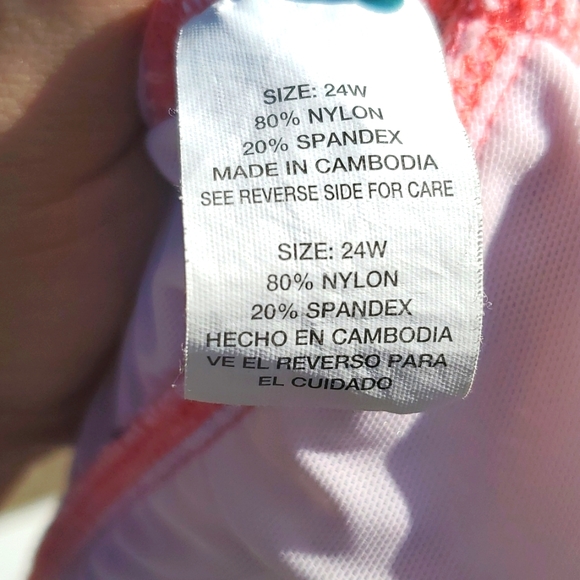 SIZE: 24W
80% NYLON
20% SPANDEX
MADE IN CAMBODIA
SEE REVERSE SIDE FOR CARE
SIZE: 24W
80% NYLON
20% SPANDEX
HECHO EN CAMBODIA
VE EL REVERSO PARA
EL CUIDADO